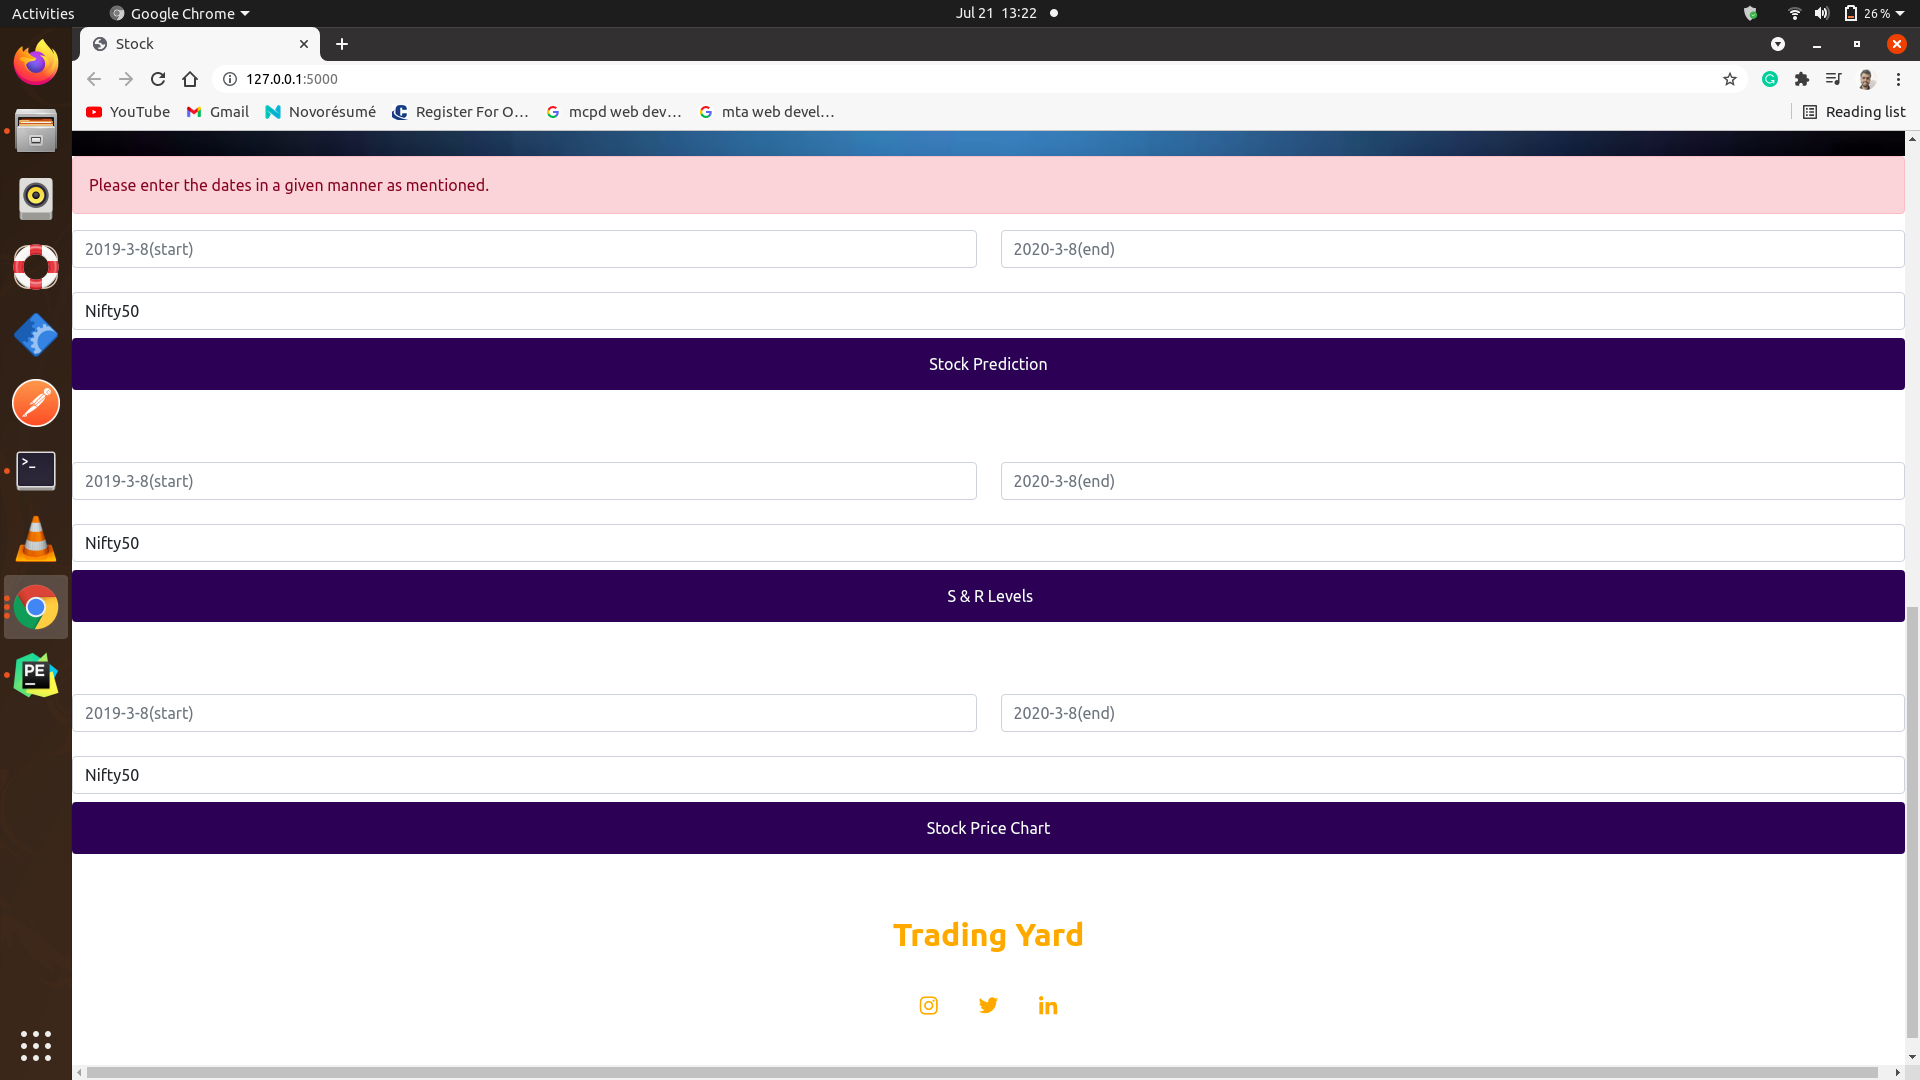 Activities Google Chrome Jul 21 13:22 26 %
Stock
127.0.0.1:5000
YouTube Gmail Novorésumé Register For O… mcpd web dev… mta web devel… Reading list
Please enter the dates in a given manner as mentioned.
2019-3-8(start) 2020-3-8(end)
Nifty50
Stock Prediction
2019-3-8(start) 2020-3-8(end)
Nifty50
S & R Levels
2019-3-8(start) 2020-3-8(end)
Nifty50
Stock Price Chart
Trading Yard
PE